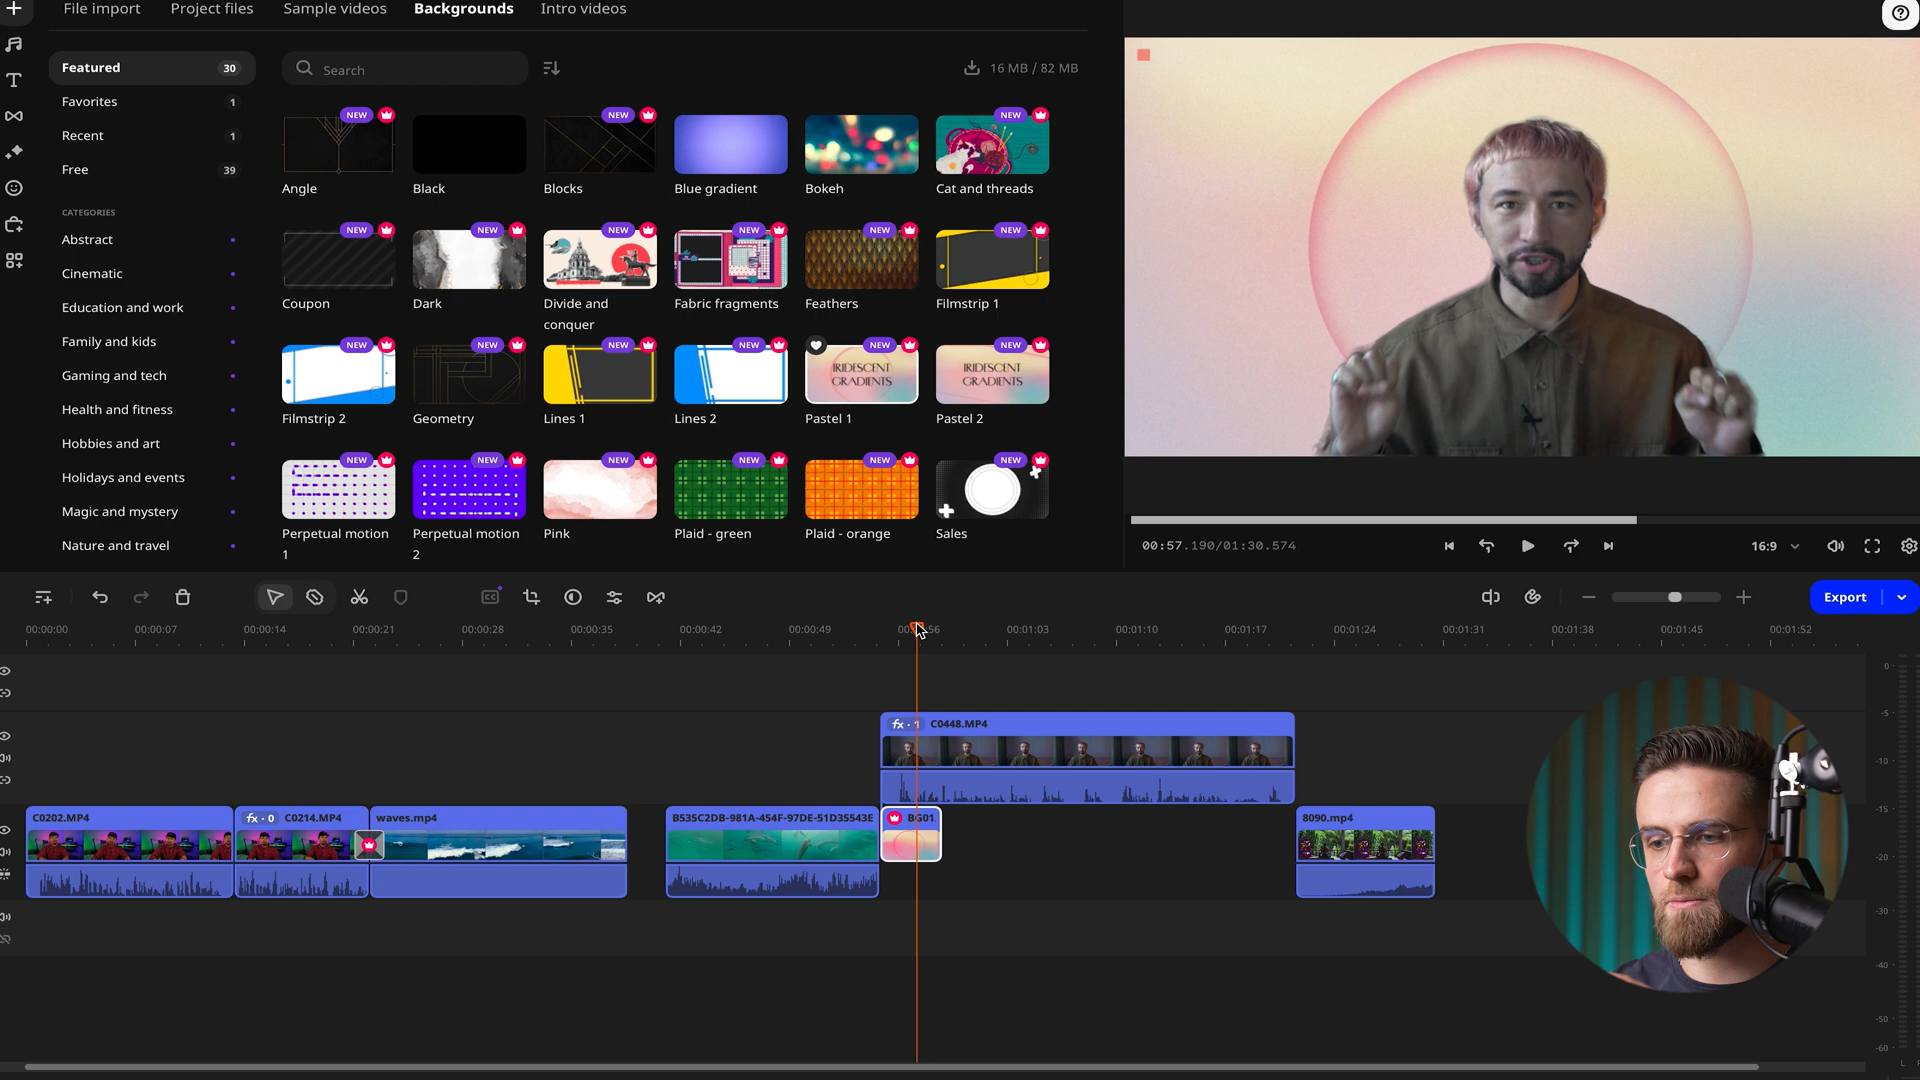 File import
Project files
Sample videos
Backgrounds
Intro videos
Featured 30
Favorites 1
Recent 1
Free 39
CATEGORIES
Abstract
Cinematic
Education and work
Family and kids
Gaming and tech
Health and fitness
Hobbies and art
Holidays and events
Magic and mystery
Nature and travel
Search
16 MB / 82 MB
NEW
NEW
NEW
Angle
Black
Blocks
Blue gradient
Bokeh
Cat and threads
NEW
NEW
NEW
NEW
NEW
NEW
Coupon
Dark
Divide and
conquer
Fabric fragments
Feathers
Filmstrip 1
NEW
NEW
NEW
NEW
NEW
NEW
IRIDESCENT
GRADIENTS
IRIDESCENT
GRADIENTS
Filmstrip 2
Geometry
Lines 1
Lines 2
Pastel 1
Pastel 2
NEW
NEW
NEW
NEW
NEW
NEW
Perpetual motion
1
Perpetual motion
2
Pink
Plaid - green
Plaid - orange
Sales
00:57.190/01:30.574
16:9
CC
Export
00:00:00
00:00:07
00:00:14
00:00:21
00:00:28
00:00:35
00:00:42
00:00:49
56
00:01:03
00:01:10
00:01:17
00:01:24
00:01:31
00:01:38
00:01:45
00:01:52
fx · 1 C0448.MP4
C0202.MP4
fx · 0 C0214.MP4
waves.mp4
B535C2DB-981A-454F-97DE-51D35543E
BG01.
8090.mp4
0
-5
-10
-15
-20
-30
-40
-50
-60
L